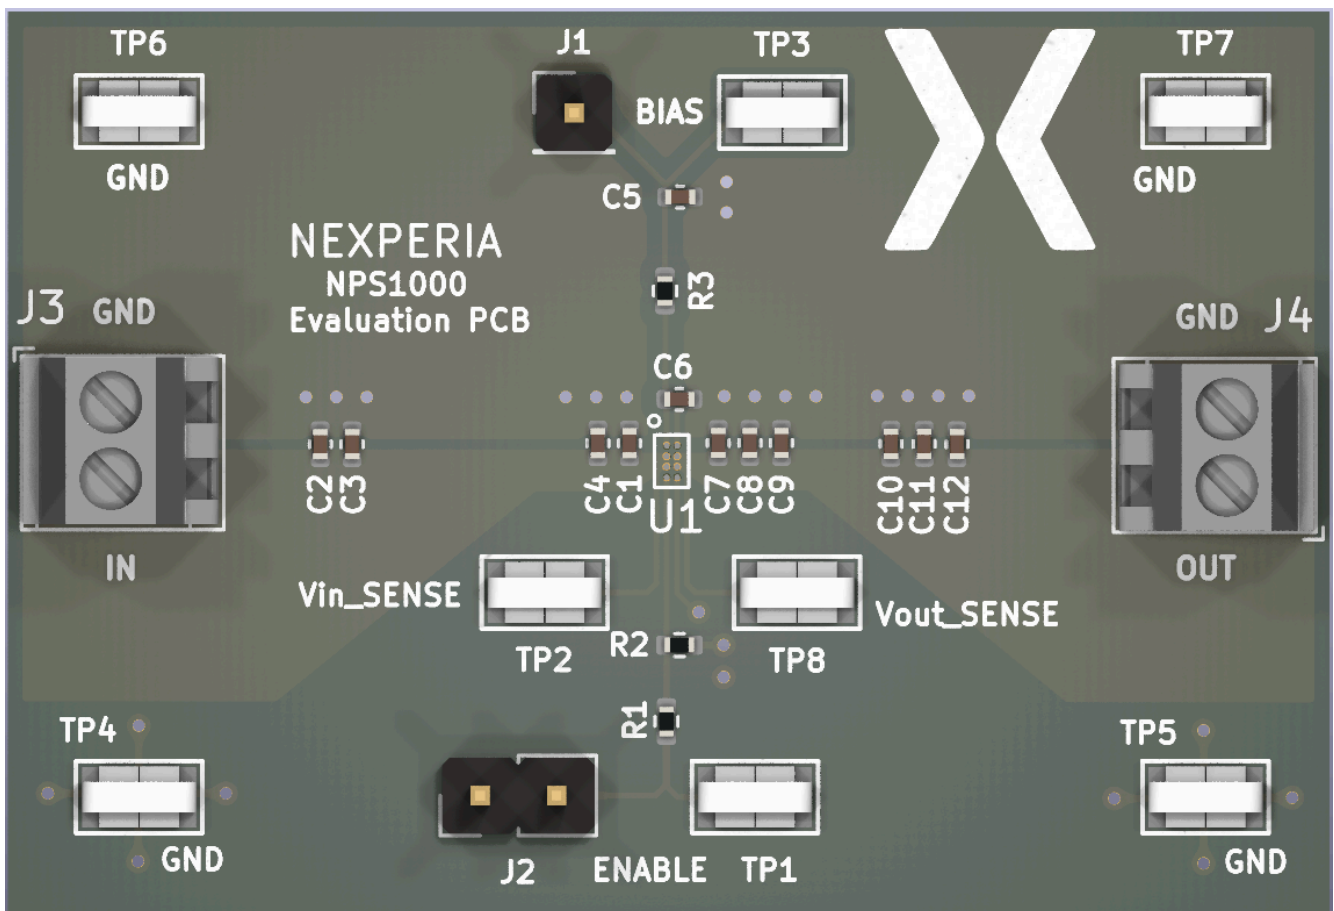 TP6
J1
TP3
TP7
BIAS
GND
GND
C5
NEXPERIA
NPS1000
Evaluation PCB
R3
J3
GND
GND
J4
C6
C2
C3
C4
C1
C7
C8
C9
C10
C11
C12
U1
IN
OUT
Vin_SENSE
Vout_SENSE
R2
TP2
TP8
R1
TP4
TP5
GND
GND
J2
ENABLE
TP1